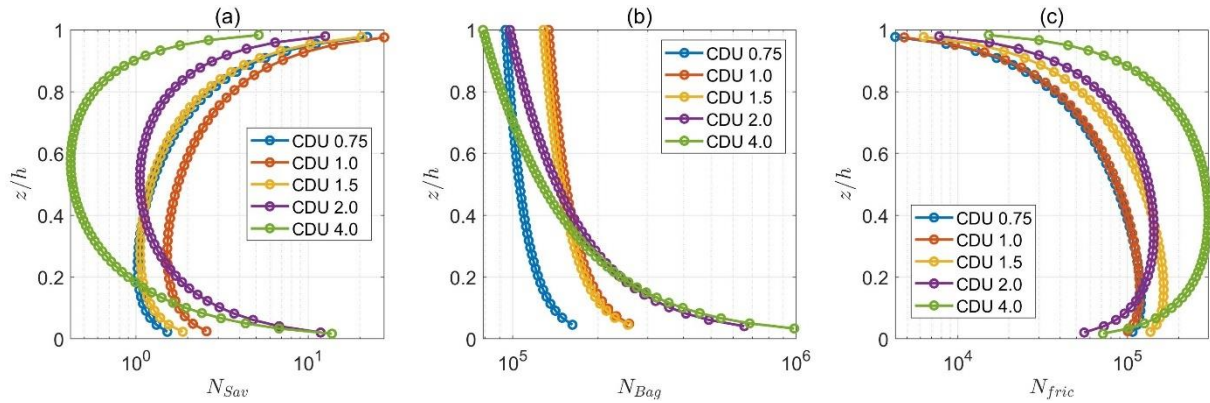 (a)
1
0.8
0.6
0.4
0.2
0
z/h
CDU 0.75
CDU 1.0
CDU 1.5
CDU 2.0
CDU 4.0
10^0
10^1
N_Sav
(b)
1
0.8
0.6
0.4
0.2
0
z/h
CDU 0.75
CDU 1.0
CDU 1.5
CDU 2.0
CDU 4.0
10^5
10^6
N_Bag
(c)
1
0.8
0.6
0.4
0.2
0
z/h
CDU 0.75
CDU 1.0
CDU 1.5
CDU 2.0
CDU 4.0
10^4
10^5
N_fric